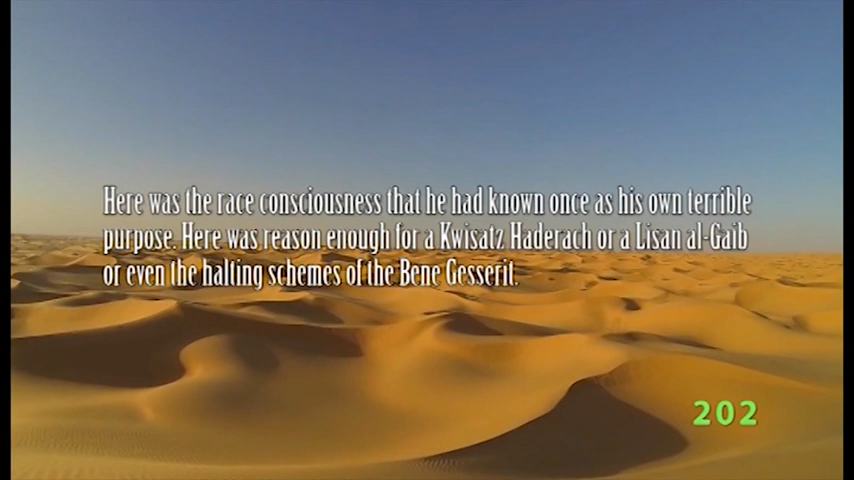 Here was the race consciousness that he had known once as his own terrible
purpose. Here was reason enough for a Kwisatz Haderach or a Lisan al-Gaib
or even the halting schemes of the Bene Gesserit.
202